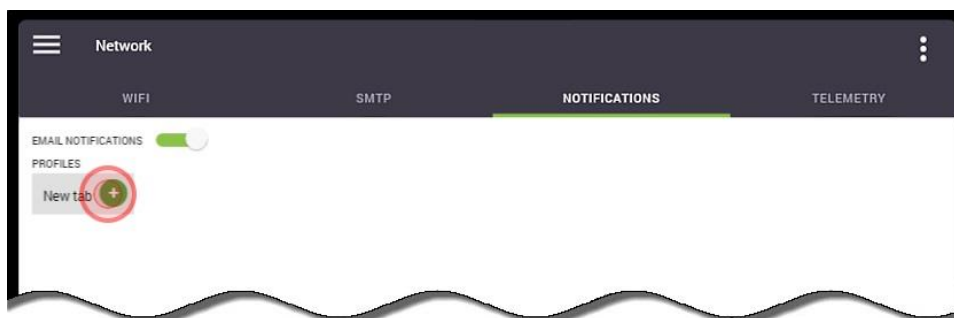 Network
WIFI SMTP NOTIFICATIONS TELEMETRY
EMAIL NOTIFICATIONS
PROFILES
New tab +